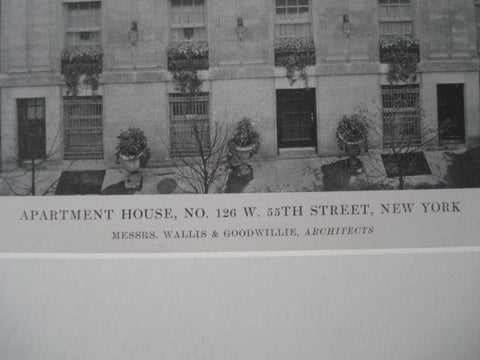 APARTMENT HOUSE, NO. 126 W. 55TH STREET, NEW YORK
MESSRS. WALLIS & GOODWILLIE, ARCHITECTS